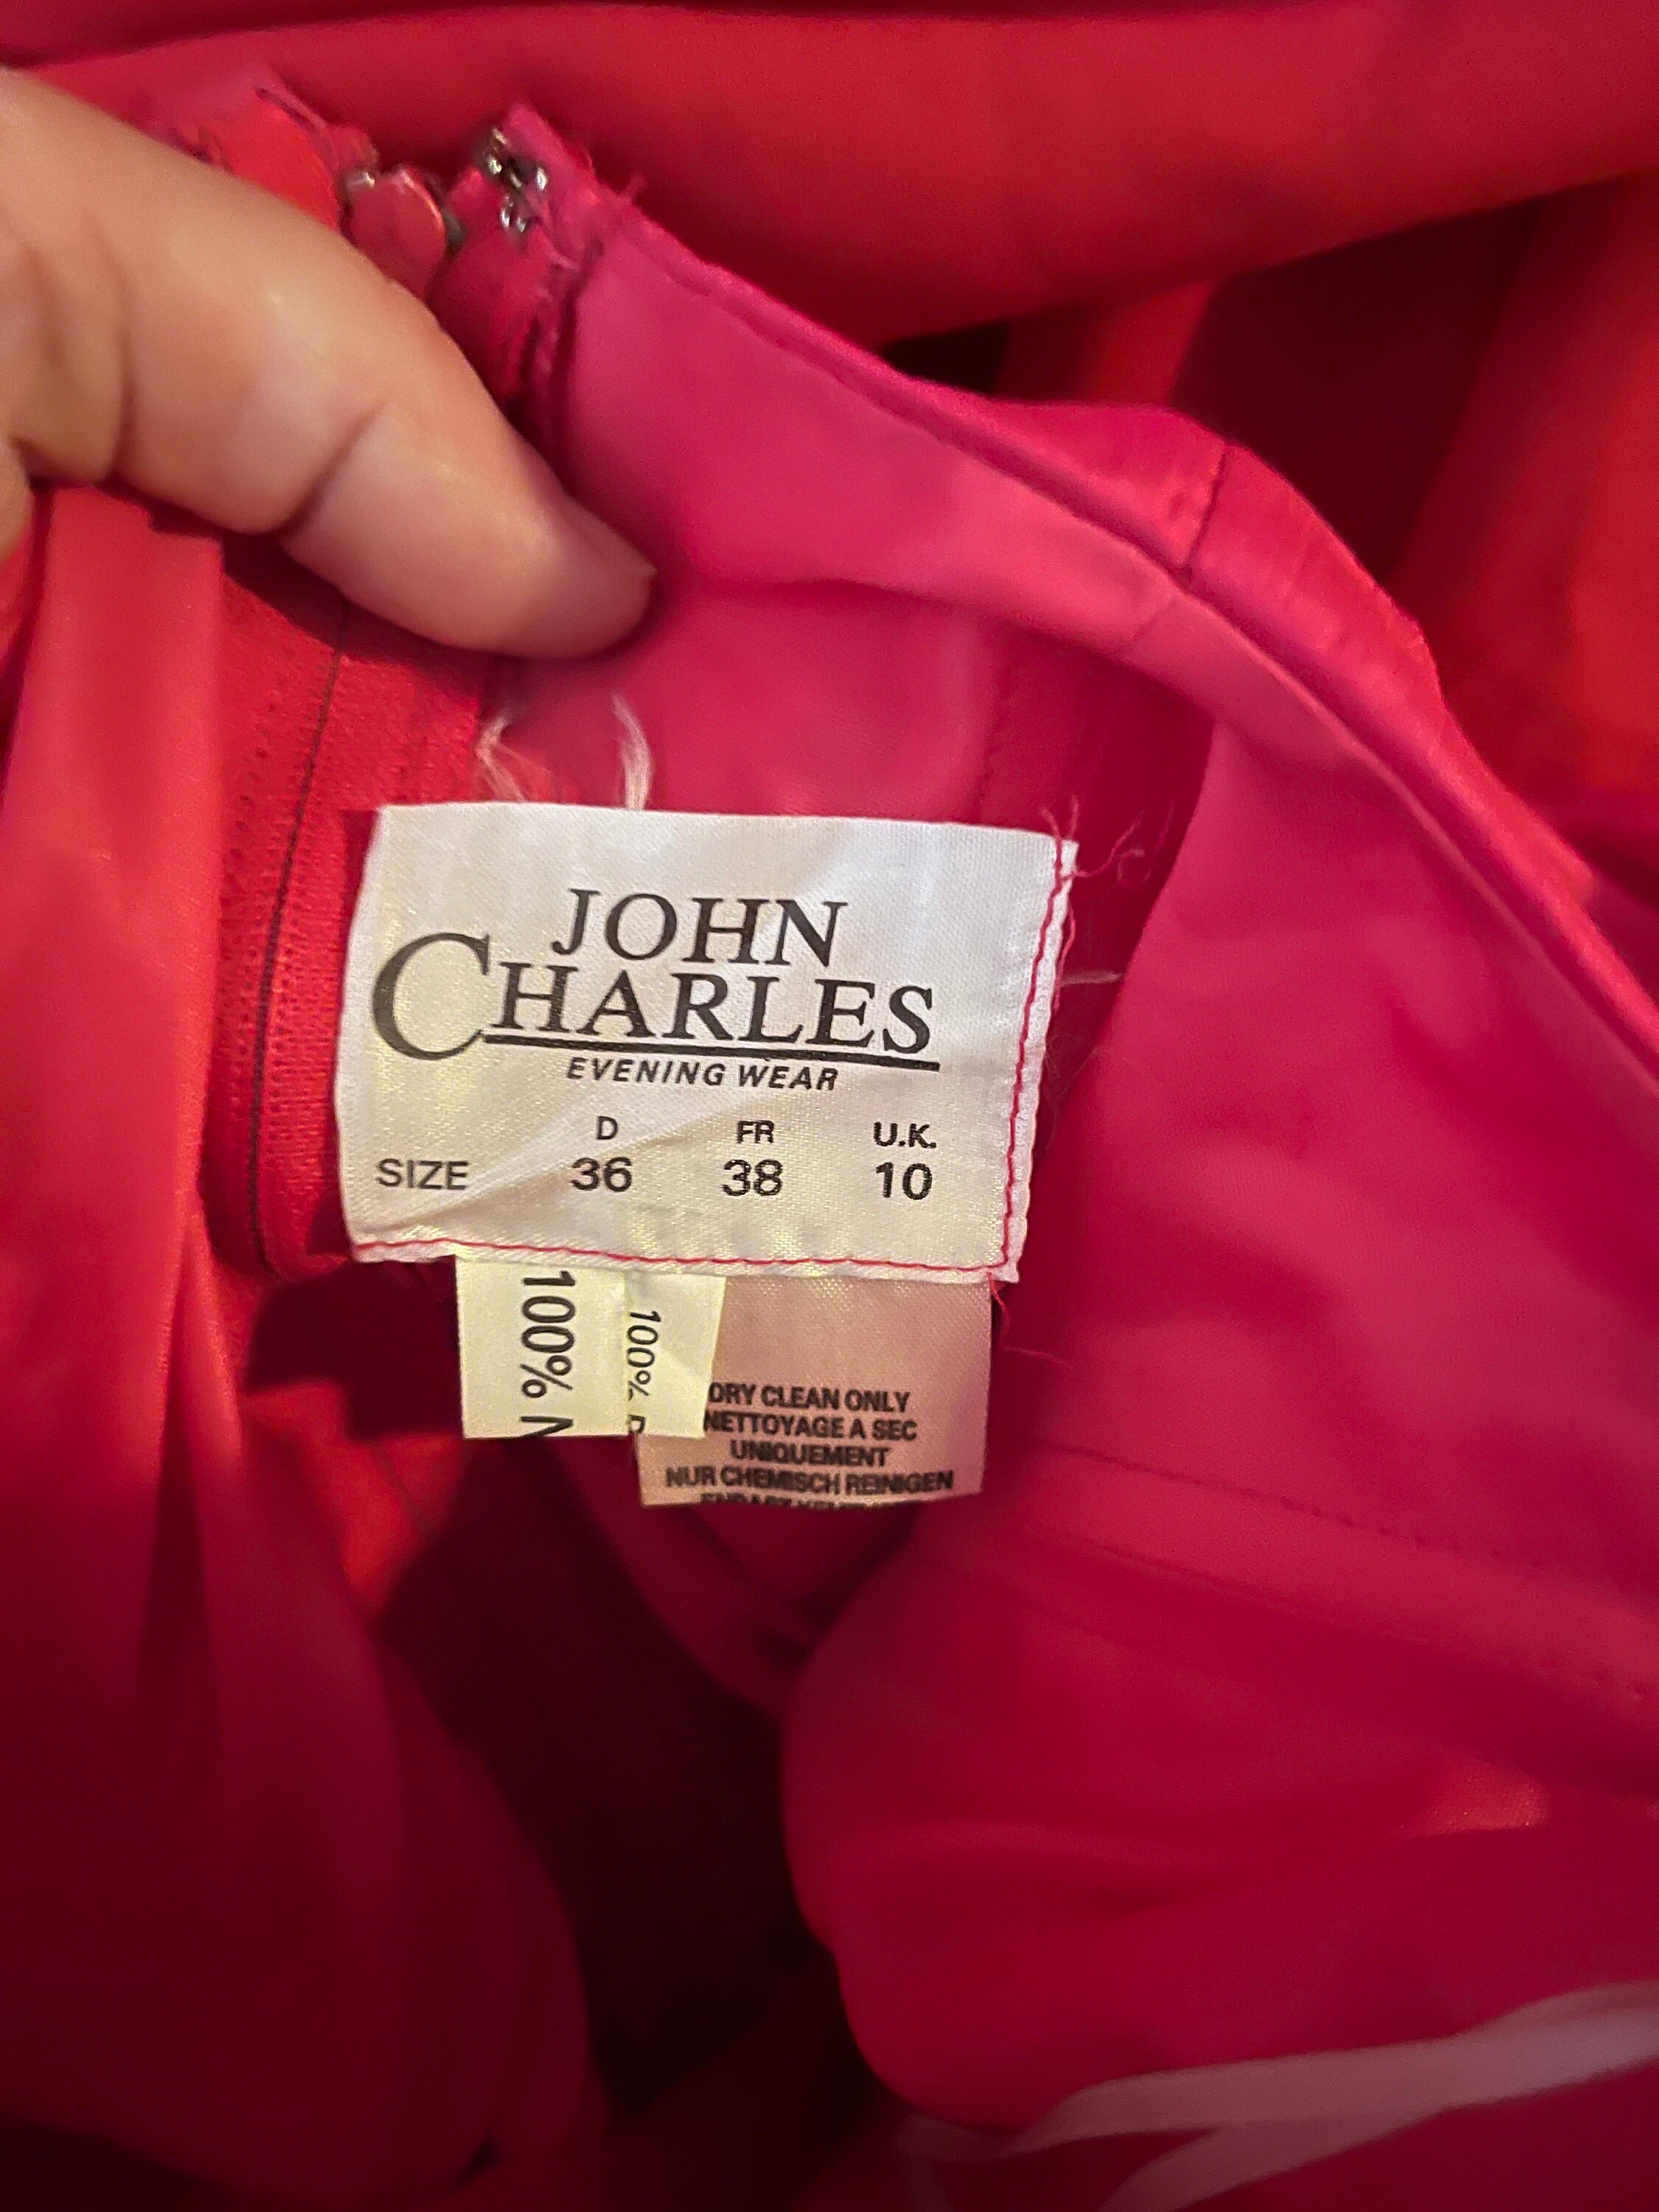 JOHN
CHARLES
EVENING WEAR
D FR U.K.
SIZE 36 38 10
100%
100%
DRY CLEAN ONLY
NETTOYAGE A SEC
UNIQUEMENT
NUR CHEMISCH REINIGEN